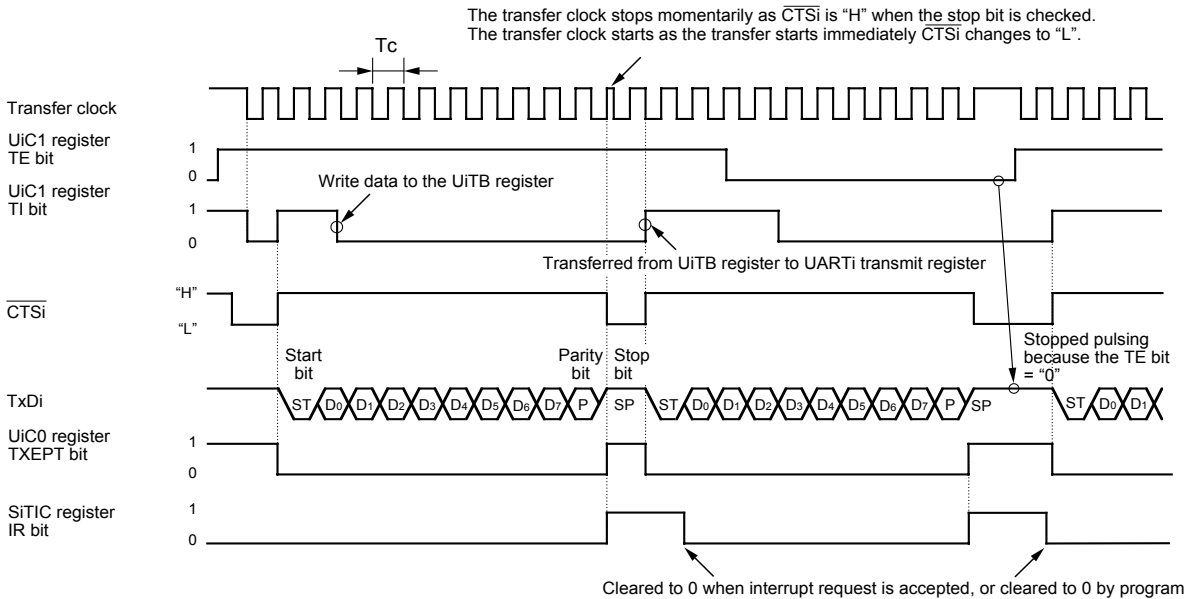 The transfer clock stops momentarily as CTSi is “H” when the stop bit is checked.
The transfer clock starts as the transfer starts immediately CTSi changes to “L”.
Tc
Transfer clock
UiC1 register
TE bit
1
0
Write data to the UiTB register
UiC1 register
TI bit
1
0
Transferred from UiTB register to UARTi transmit register
CTSi
“H”
“L”
Start
bit
Parity
bit
Stop
bit
Stopped pulsing
because the TE bit
= “0”
TxDi
ST D0 D1 D2 D3 D4 D5 D6 D7 P SP ST D0 D1 D2 D3 D4 D5 D6 D7 P SP ST D0 D1
UiC0 register
TXEPT bit
1
0
SiTIC register
IR bit
1
0
Cleared to 0 when interrupt request is accepted, or cleared to 0 by program